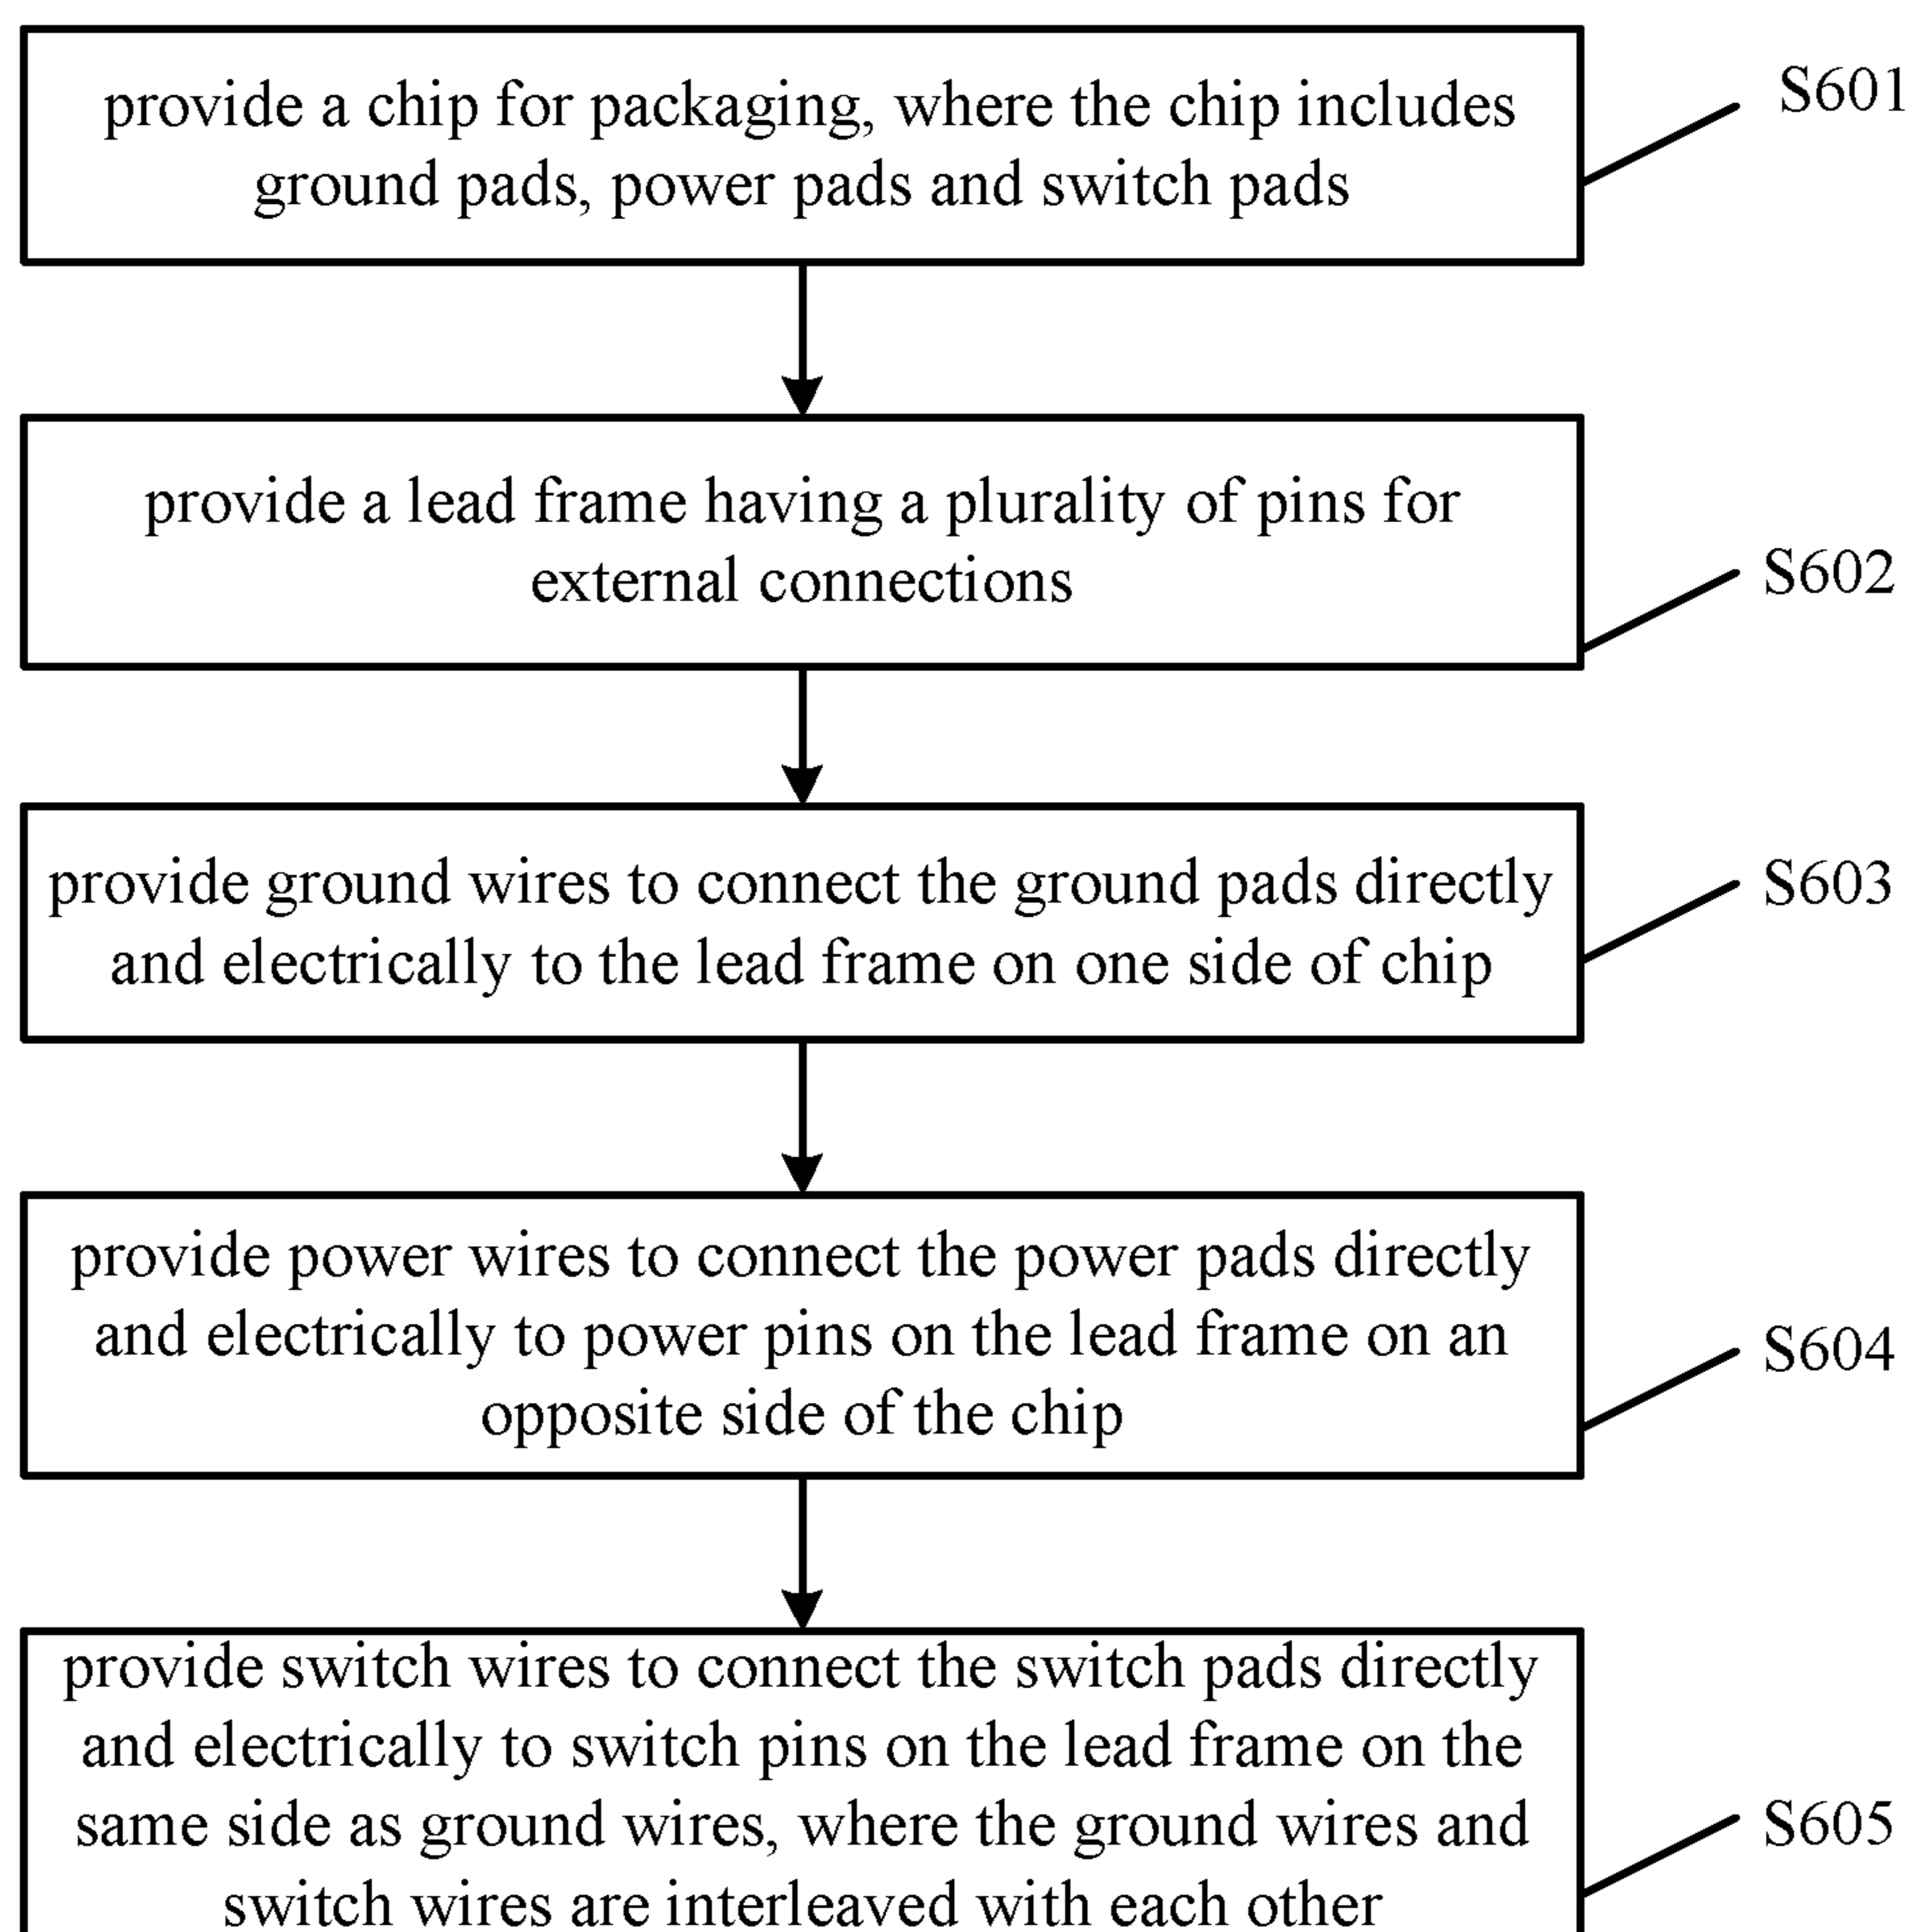 provide a chip for packaging, where the chip includes
ground pads, power pads and switch pads
S601
provide a lead frame having a plurality of pins for
external connections
S602
provide ground wires to connect the ground pads directly
and electrically to the lead frame on one side of chip
S603
provide power wires to connect the power pads directly
and electrically to power pins on the lead frame on an
opposite side of the chip
S604
provide switch wires to connect the switch pads directly
and electrically to switch pins on the lead frame on the
same side as ground wires, where the ground wires and
switch wires are interleaved with each other
S605